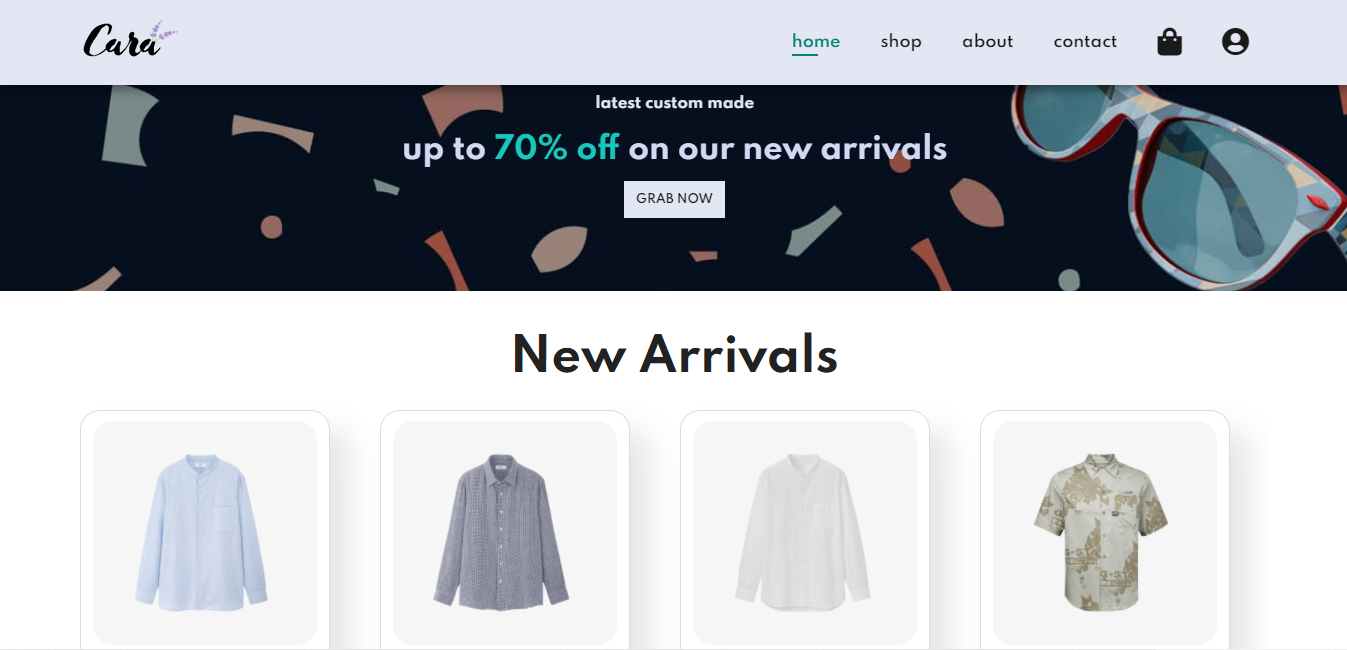 Cara
home shop about contact
latest custom made
up to 70% off on our new arrivals
GRAB NOW
New Arrivals